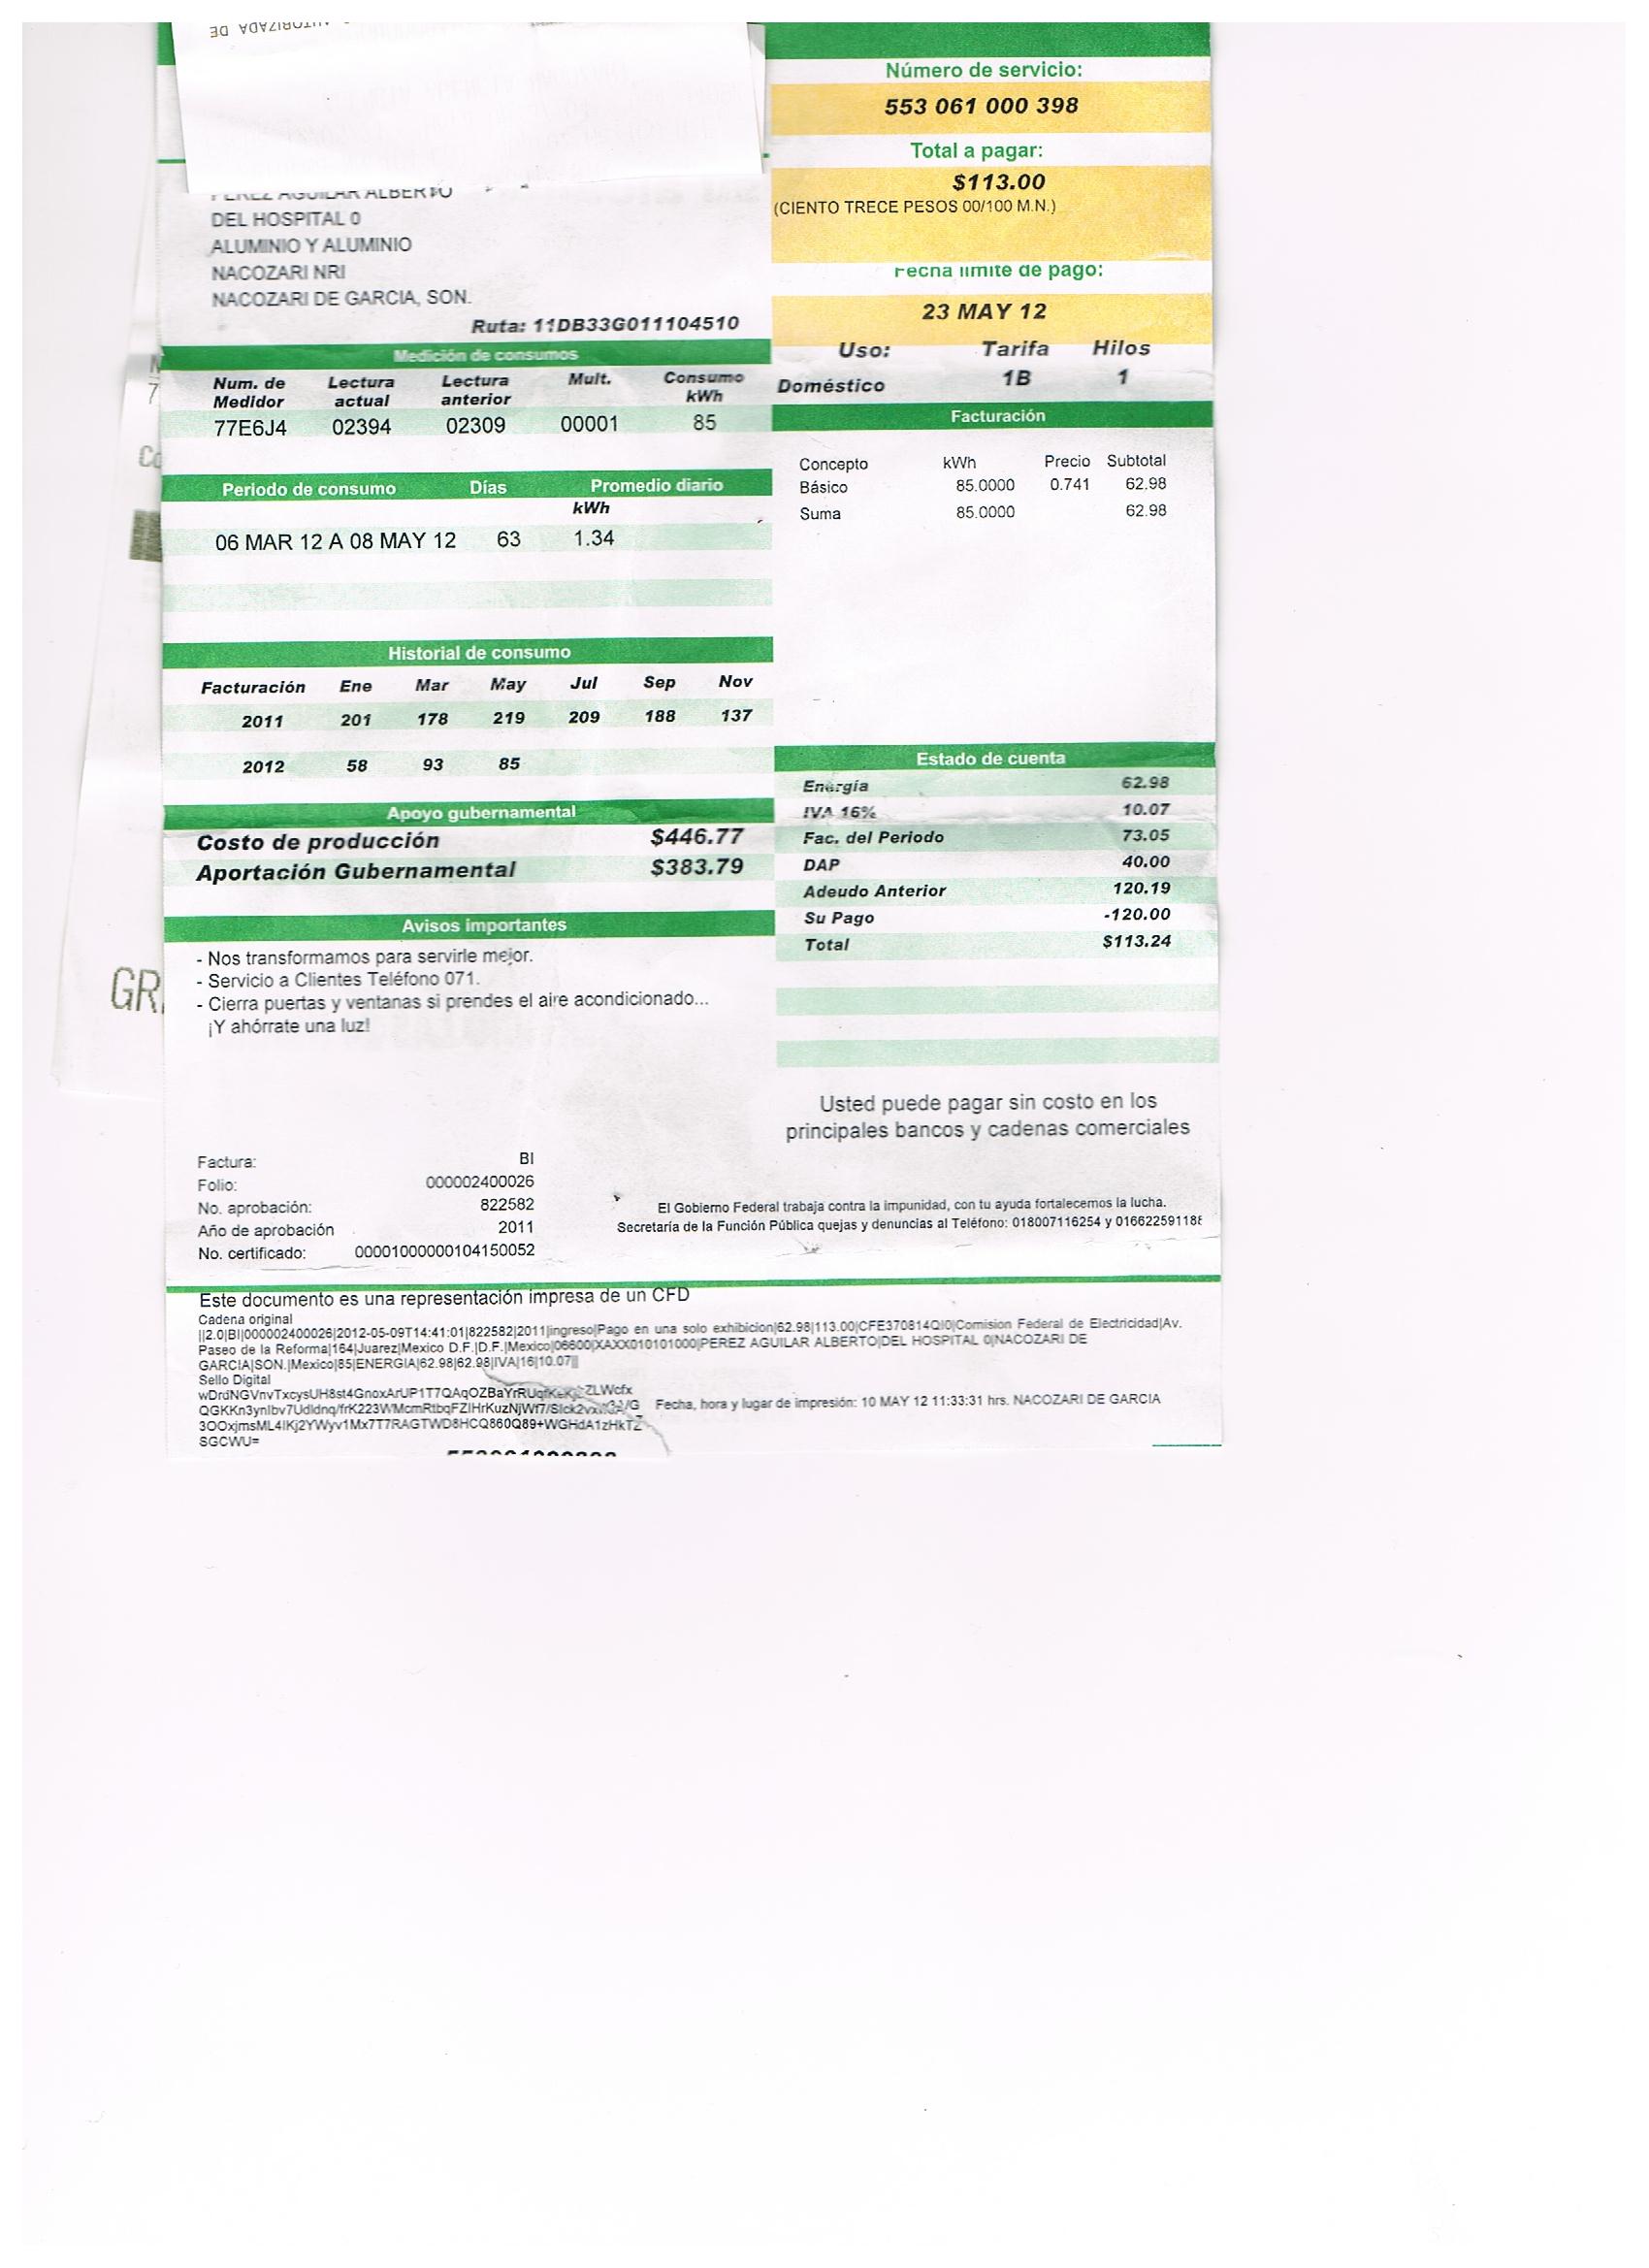 AUTORIZADA DE
Número de servicio:
553 061 000 398
Total a pagar:
$113.00
(CIENTO TRECE PESOS 00/100 M.N.)
Fecha límite de pago:
23 MAY 12
Uso: Tarifa Hilos
Doméstico 1B 1
PEREZ AGUILAR ALBERTO
DEL HOSPITAL 0
ALUMINIO Y ALUMINIO
NACOZARI NRI
NACOZARI DE GARCIA, SON.
Ruta: 11DB33G011104510
Medición de consumos
Num. de Medidor Lectura actual Lectura anterior Mult. Consumo kWh
77E6J4 02394 02309 00001 85
Periodo de consumo Días Promedio diario
kWh
06 MAR 12 A 08 MAY 12 63 1.34
Historial de consumo
Facturación Ene Mar May Jul Sep Nov
2011 201 178 219 209 188 137
2012 58 93 85
Apoyo gubernamental
Costo de producción $446.77
Aportación Gubernamental $383.79
Avisos importantes
- Nos transformamos para servirle mejor.
- Servicio a Clientes Teléfono 071.
- Cierra puertas y ventanas si prendes el aire acondicionado...
¡Y ahórrate una luz!
Facturación
Concepto kWh Precio Subtotal
Básico 85.0000 0.741 62.98
Suma 85.0000 62.98
Estado de cuenta
Energía 62.98
IVA 16% 10.07
Fac. del Periodo 73.05
DAP 40.00
Adeudo Anterior 120.19
Su Pago -120.00
Total $113.24
Usted puede pagar sin costo en los
principales bancos y cadenas comerciales
GR
Factura: BI
Folio: 000002400026
No. aprobación: 822582
Año de aprobación 2011
No. certificado: 00001000000104150052
El Gobierno Federal trabaja contra la impunidad, con tu ayuda fortalecemos la lucha.
Secretaría de la Función Pública quejas y denuncias al Teléfono: 018007116254 y 01662259118
Este documento es una representación impresa de un CFD
Cadena original
||2.0|BI|000002400026|2012-05-09T14:41:01|822582|2011|ingreso|Pago en una solo exhibicion|62.98|113.00|CFE370814QI0|Comision Federal de Electricidad|Av.
Paseo de la Reforma|164|Juarez|Mexico D.F.|D.F.|Mexico|06600|XAXX010101000|PEREZ AGUILAR ALBERTO|DEL HOSPITAL 0|NACOZARI DE
GARCIA|SON.|Mexico|85|ENERGIA|62.98|62.98|IVA|16|10.07||
Sello Digital
Fecha, hora y lugar de impresión: 10 MAY 12 11:33:31 hrs. NACOZARI DE GARCIA
SGCWU=